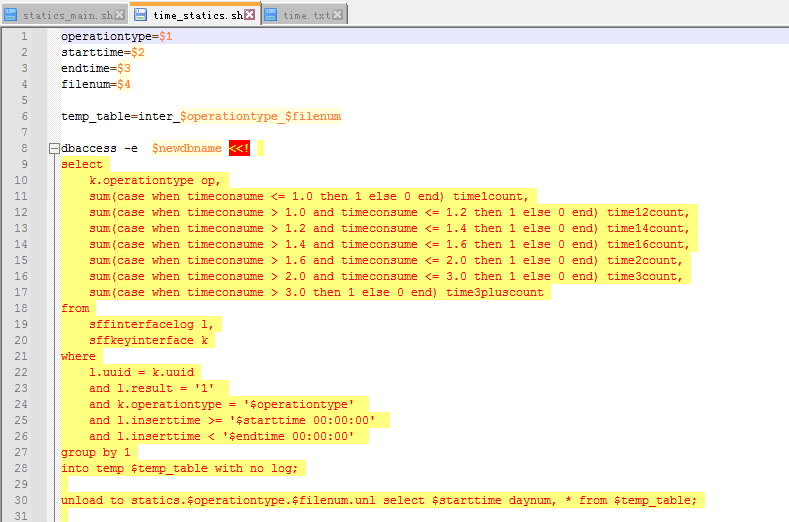 statics_main.sh time_statics.sh time.txt
1 operationtype=$1
2 starttime=$2
3 endtime=$3
4 filenum=$4
5
6 temp_table=inter_$operationtype_$filenum
7
8 dbaccess -e  $newdbname <<!
9 select
10     k.operationtype op,
11     sum(case when timeconsume <= 1.0 then 1 else 0 end) time1count,
12     sum(case when timeconsume > 1.0 and timeconsume <= 1.2 then 1 else 0 end) time12count,
13     sum(case when timeconsume > 1.2 and timeconsume <= 1.4 then 1 else 0 end) time14count,
14     sum(case when timeconsume > 1.4 and timeconsume <= 1.6 then 1 else 0 end) time16count,
15     sum(case when timeconsume > 1.6 and timeconsume <= 2.0 then 1 else 0 end) time2count,
16     sum(case when timeconsume > 2.0 and timeconsume <= 3.0 then 1 else 0 end) time3count,
17     sum(case when timeconsume > 3.0 then 1 else 0 end) time3pluscount
18 from
19     sffinterfacelog l,
20     sffkeyinterface k
21 where
22     l.uuid = k.uuid
23     and l.result = '1'
24     and k.operationtype = '$operationtype'
25     and l.inserttime >= '$starttime 00:00:00'
26     and l.inserttime < '$endtime 00:00:00'
27 group by 1
28 into temp $temp_table with no log;
29
30 unload to statics.$operationtype.$filenum.unl select $starttime daynum, * from $temp_table;
31